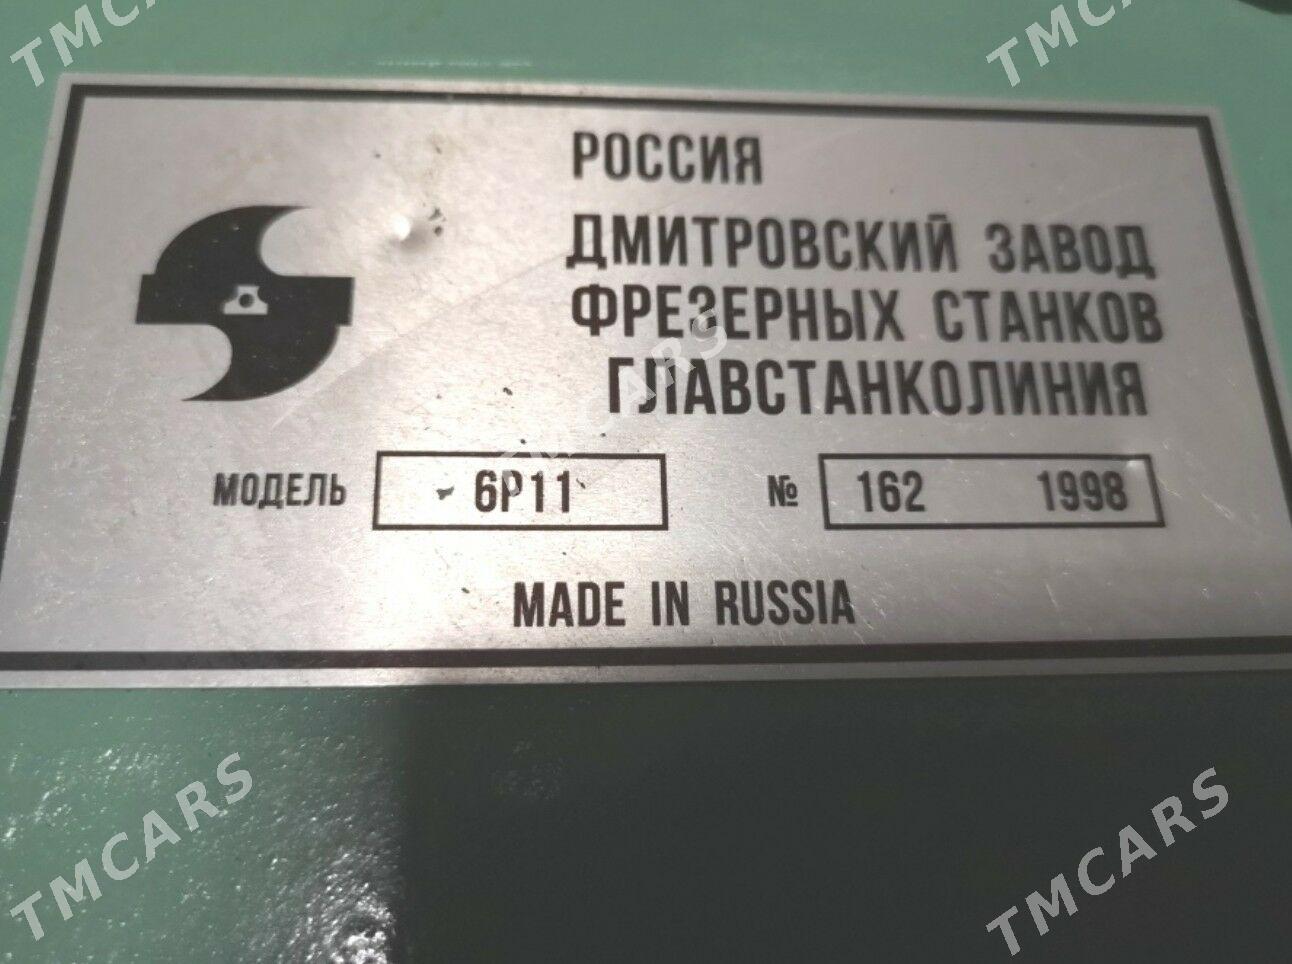 TMCARS
TMCARS
РОССИЯ
ДМИТРОВСКИЙ ЗАВОД
ФРЕЗЕРНЫХ СТАНКОВ
ГЛАВСТАНКОЛИНИЯ
TMCARS
МОДЕЛЬ 6Р11 № 162 1998
MADE IN RUSSIA
TMCARS
TMCARS